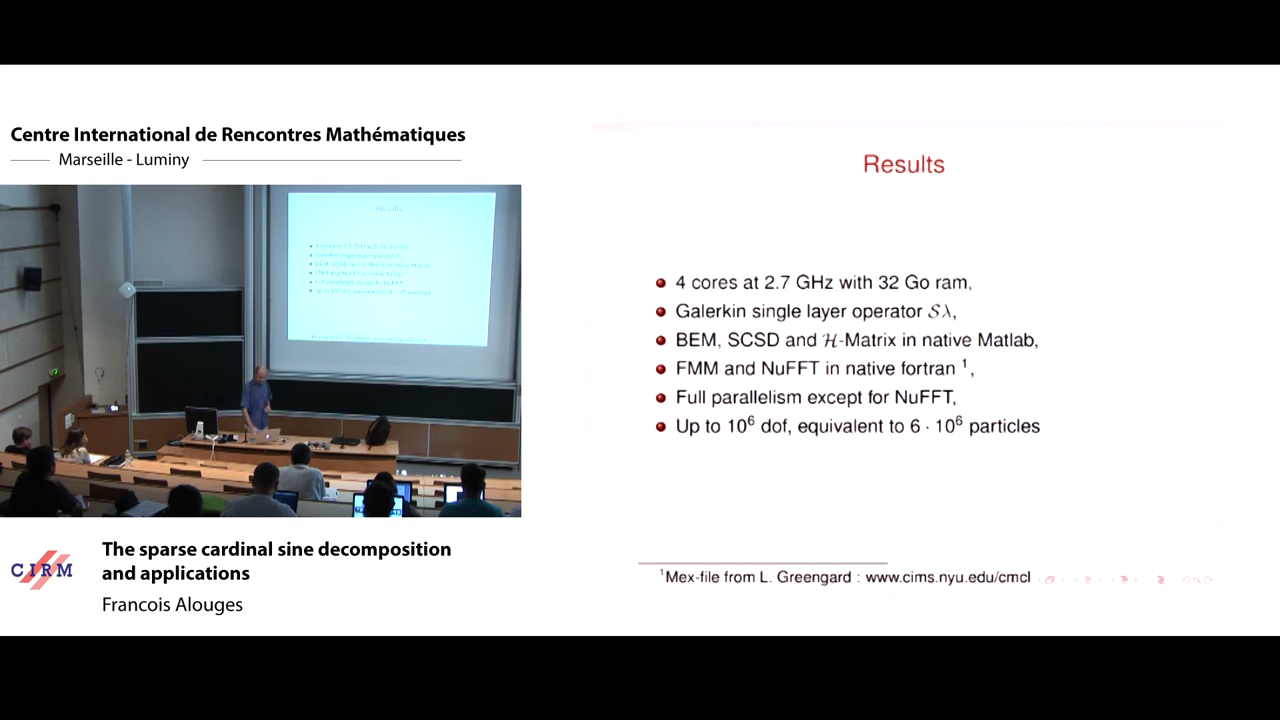 Centre International de Rencontres Mathématiques
Marseille - Luminy
Results
4 cores at 2.7 GHz with 32 Go ram,
Galerkin single layer operator 𝒮λ,
BEM, SCSD and ℋ-Matrix in native Matlab,
FMM and NuFFT in native fortran ¹,
Full parallelism except for NuFFT,
Up to 10⁶ dof, equivalent to 6 · 10⁶ particles
¹Mex-file from L. Greengard : www.cims.nyu.edu/cmcl
The sparse cardinal sine decomposition
and applications
CIRM
Francois Alouges